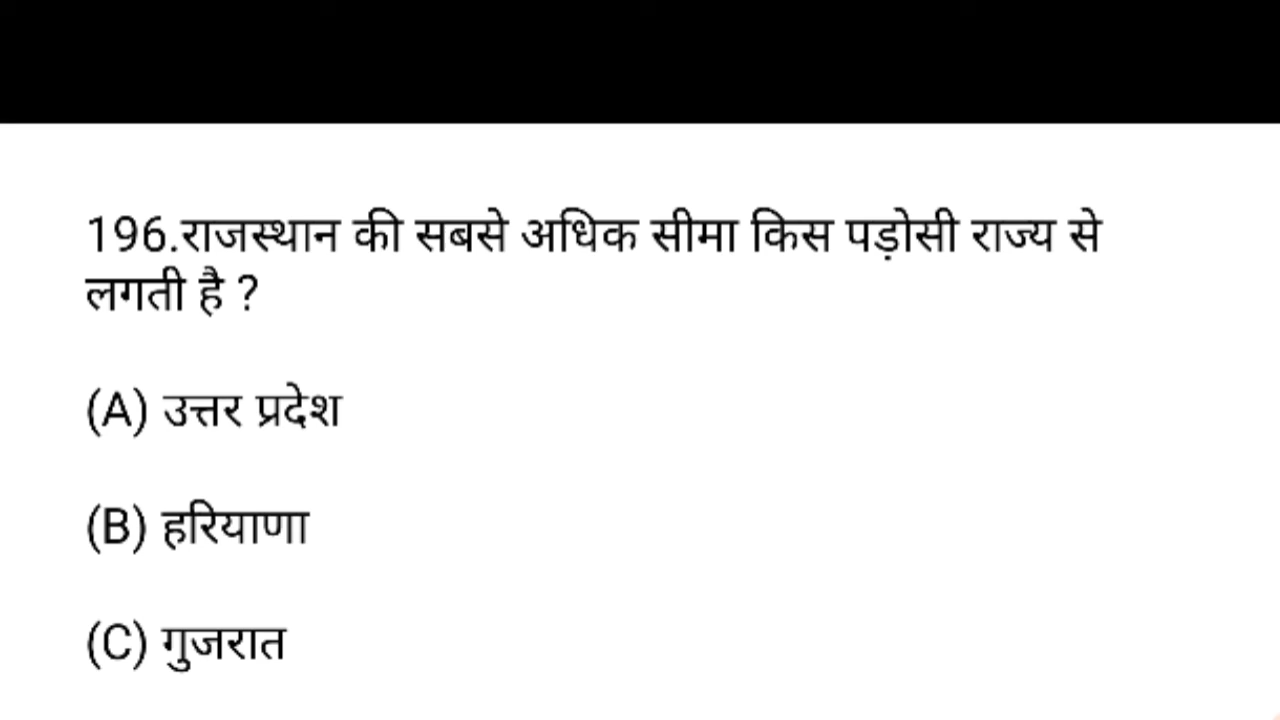 196.राजस्थान की सबसे अधिक सीमा किस पड़ोसी राज्य से
लगती है ?
(A) उत्तर प्रदेश
(B) हरियाणा
(C) गुजरात